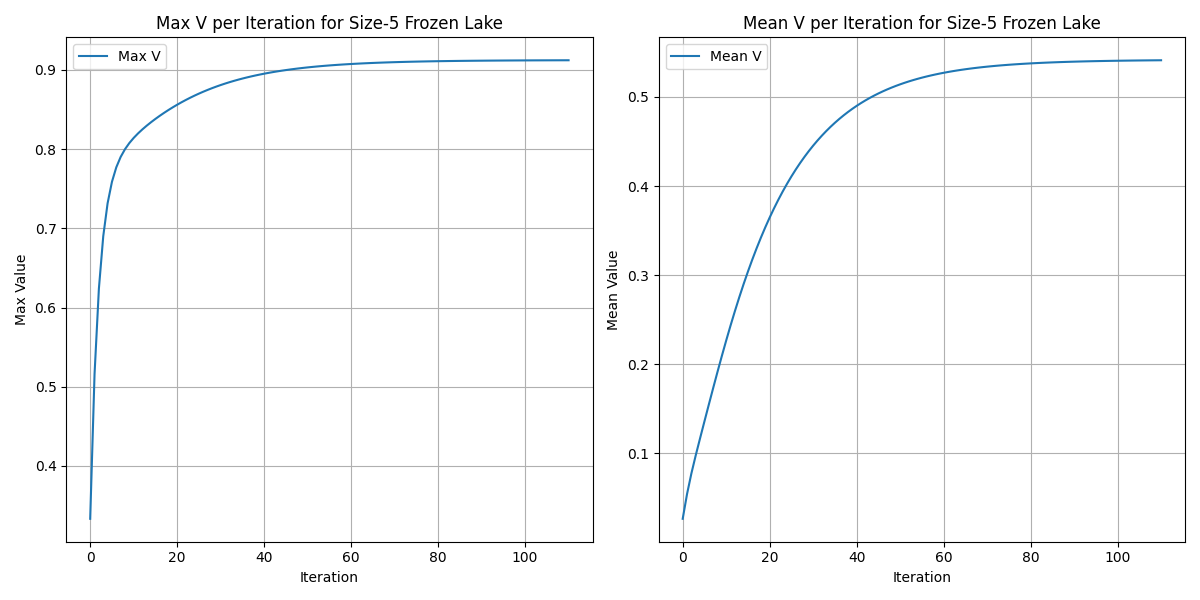 Max V per Iteration for Size-5 Frozen Lake
Max V
0.9
0.8
0.7
0.6
0.5
0.4
Max Value
0 20 40 60 80 100
Iteration
Mean V per Iteration for Size-5 Frozen Lake
Mean V
0.5
0.4
0.3
0.2
0.1
Mean Value
0 20 40 60 80 100
Iteration